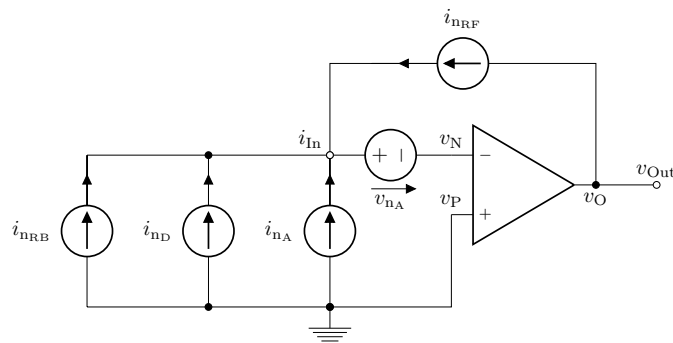 i_nRF
i_In
v_N
v_Out
+ −
−
v_nA
v_P
v_O
i_nRB
i_nD
i_nA
+